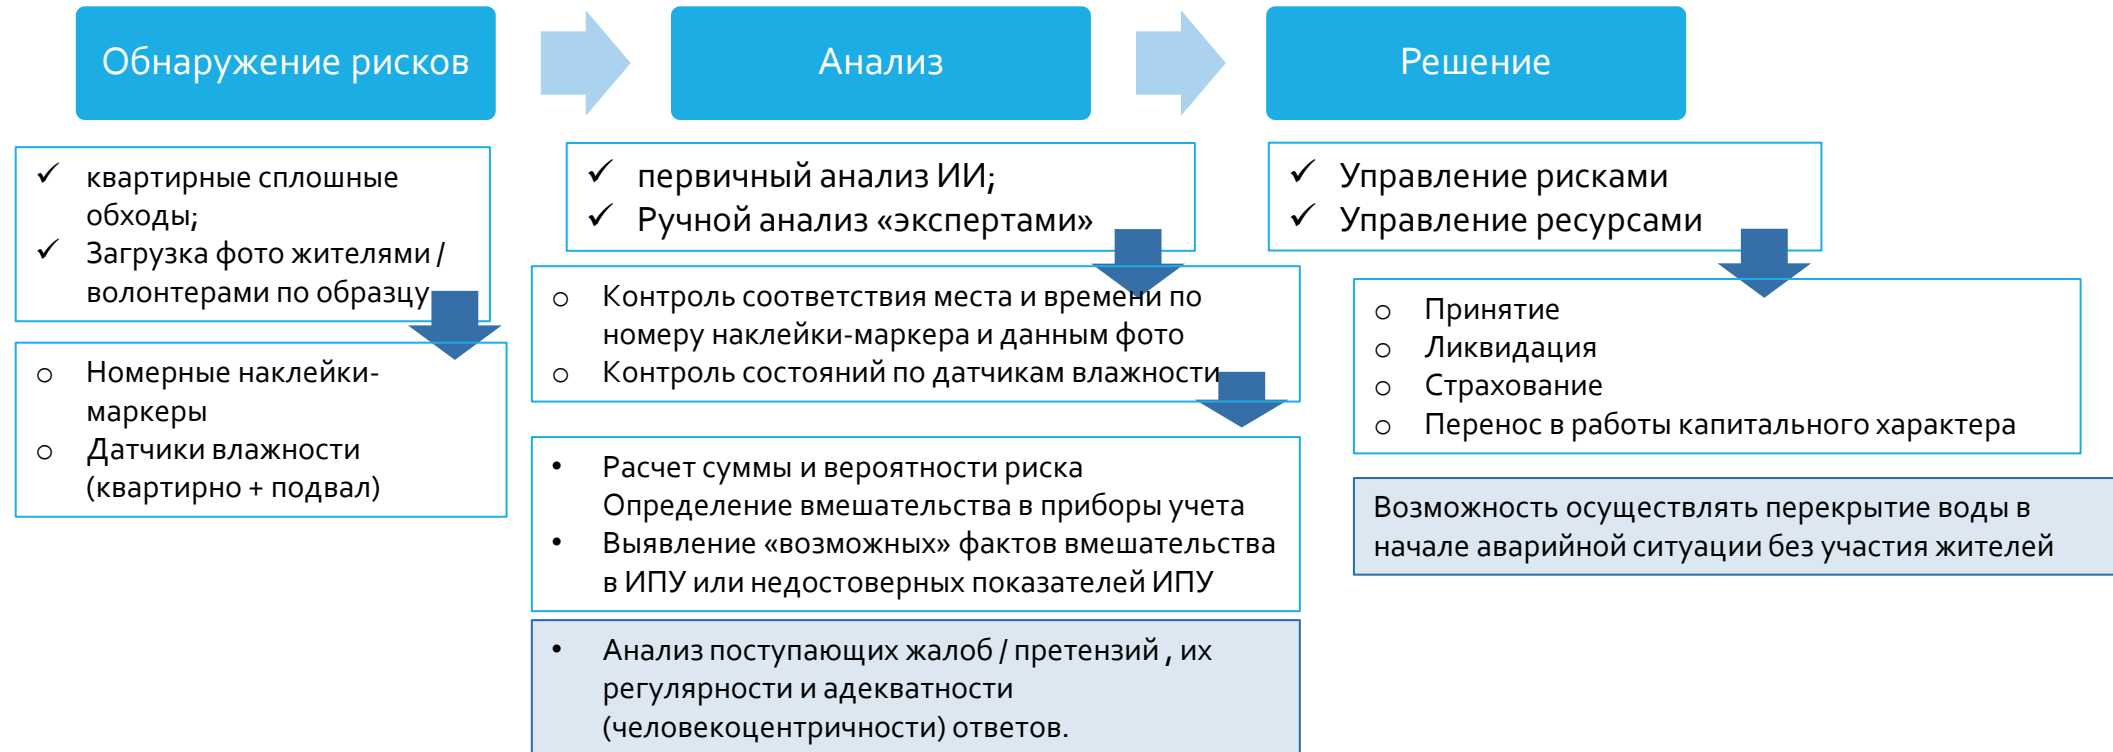 Обнаружение рисков
Анализ
Решение
✓ квартирные сплошные
обходы;
✓ Загрузка фото жителями /
волонтерами по образцу
o Номерные наклейки-
маркеры
o Датчики влажности
(квартирно + подвал)
✓ первичный анализ ИИ;
✓ Ручной анализ «экспертами»
o Контроль соответствия места и времени по
номеру наклейки-маркера и данным фото
o Контроль состояний по датчикам влажности
• Расчет суммы и вероятности риска
Определение вмешательства в приборы учета
• Выявление «возможных» фактов вмешательства
в ИПУ или недостоверных показателей ИПУ
• Анализ поступающих жалоб / претензий , их
регулярности и адекватности
(человекоцентричности) ответов.
✓ Управление рисками
✓ Управление ресурсами
o Принятие
o Ликвидация
o Страхование
o Перенос в работы капитального характера
Возможность осуществлять перекрытие воды в
начале аварийной ситуации без участия жителей